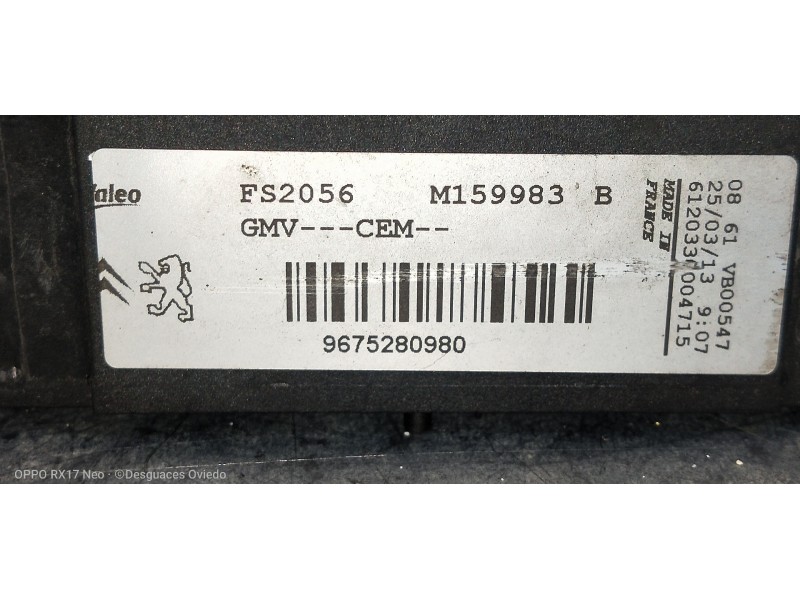 Valeo
FS2056 M159983 B
GMV---CEM--
9675280980
MADE IN
FRANCE
08 61 VB00547
25/03/13 9:07
612033 004715
OPPO RX17 Neo · ©Desguaces Oviedo